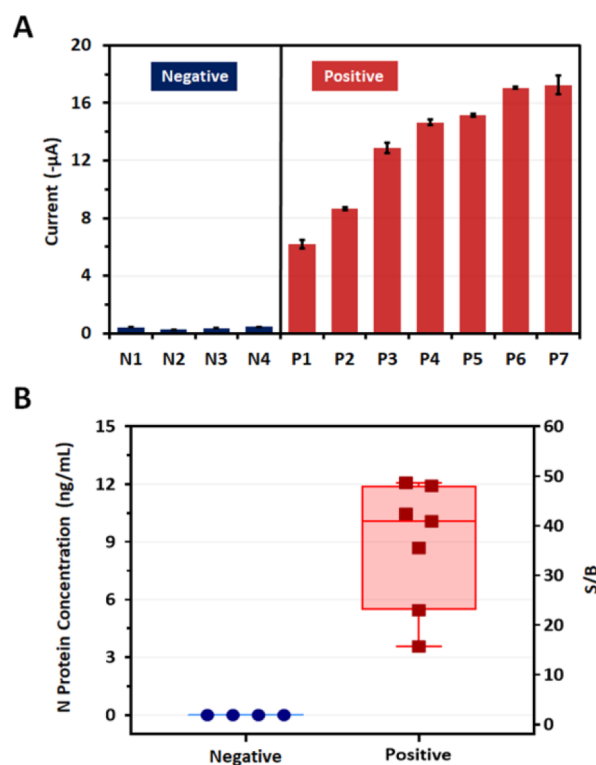 A
20
16
12
8
4
0
Current (-µA)
Negative
Positive
N1 N2 N3 N4 P1 P2 P3 P4 P5 P6 P7
B
15
12
9
6
3
0
N Protein Concentration (ng/mL)
60
50
40
30
20
10
0
S/B
Negative Positive